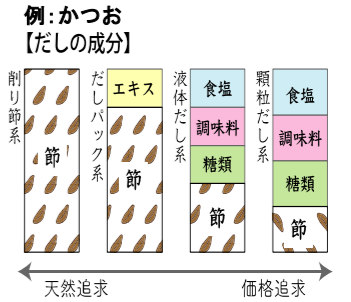 例：かつお
【だしの成分】
削り節系
節
だしパック系
エキス
節
液体だし系
食塩
調味料
糖類
節
顆粒だし系
食塩
調味料
糖類
節
天然追求
価格追求